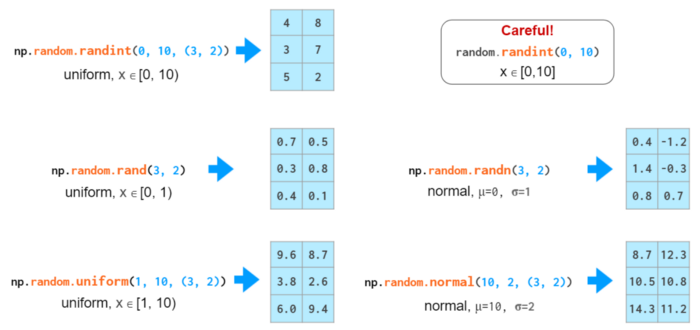 np.random.randint(0, 10, (3, 2))
uniform, x ∈ [0, 10)
4 8
3 7
5 2
Careful!
random.randint(0, 10)
x ∈ [0,10]
np.random.rand(3, 2)
uniform, x ∈ [0, 1)
0.7 0.5
0.3 0.8
0.4 0.1
np.random.randn(3, 2)
normal, μ=0, σ=1
0.4 -1.2
1.4 -0.3
0.8 0.7
np.random.uniform(1, 10, (3, 2))
uniform, x ∈ [1, 10)
9.6 8.7
3.8 2.6
6.0 9.4
np.random.normal(10, 2, (3, 2))
normal, μ=10, σ=2
8.7 12.3
10.5 10.8
14.3 11.2